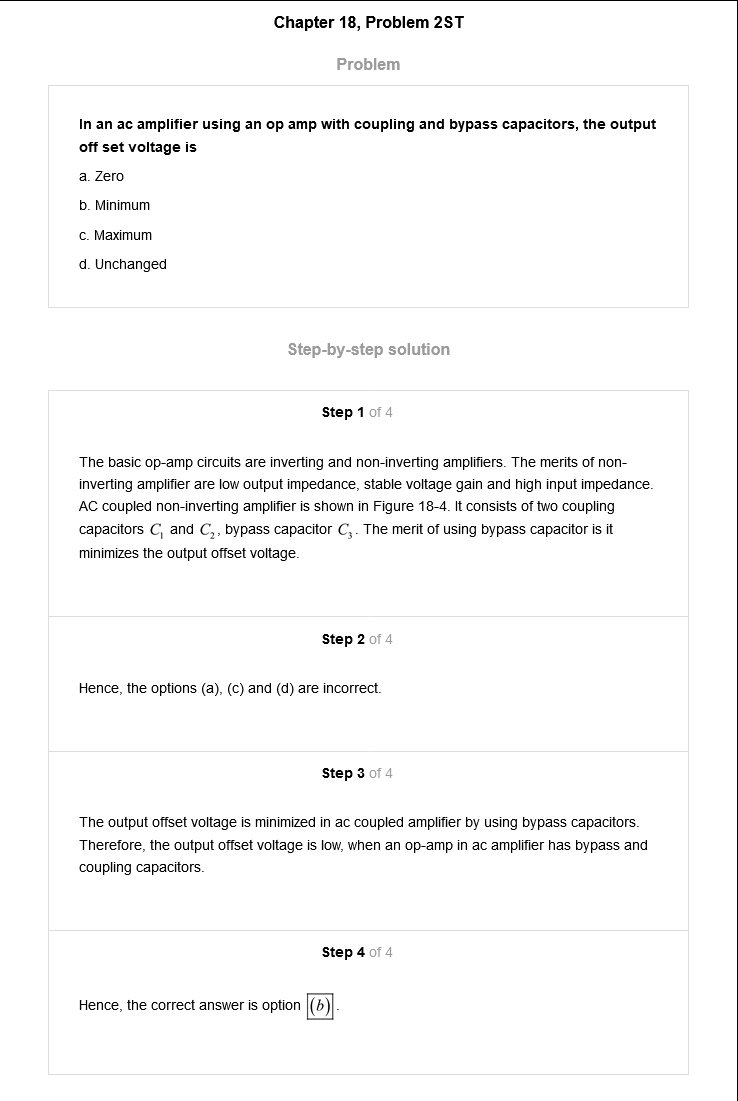 Chapter 18, Problem 2ST
Problem
In an ac amplifier using an op amp with coupling and bypass capacitors, the output
off set voltage is
a. Zero
b. Minimum
c. Maximum
d. Unchanged
Step-by-step solution
Step 1 of 4
The basic op-amp circuits are inverting and non-inverting amplifiers. The merits of non-
inverting amplifier are low output impedance, stable voltage gain and high input impedance.
AC coupled non-inverting amplifier is shown in Figure 18-4. It consists of two coupling
capacitors C₁ and C₂, bypass capacitor C₃. The merit of using bypass capacitor is it
minimizes the output offset voltage.
Step 2 of 4
Hence, the options (a), (c) and (d) are incorrect.
Step 3 of 4
The output offset voltage is minimized in ac coupled amplifier by using bypass capacitors.
Therefore, the output offset voltage is low, when an op-amp in ac amplifier has bypass and
coupling capacitors.
Step 4 of 4
Hence, the correct answer is option (b).